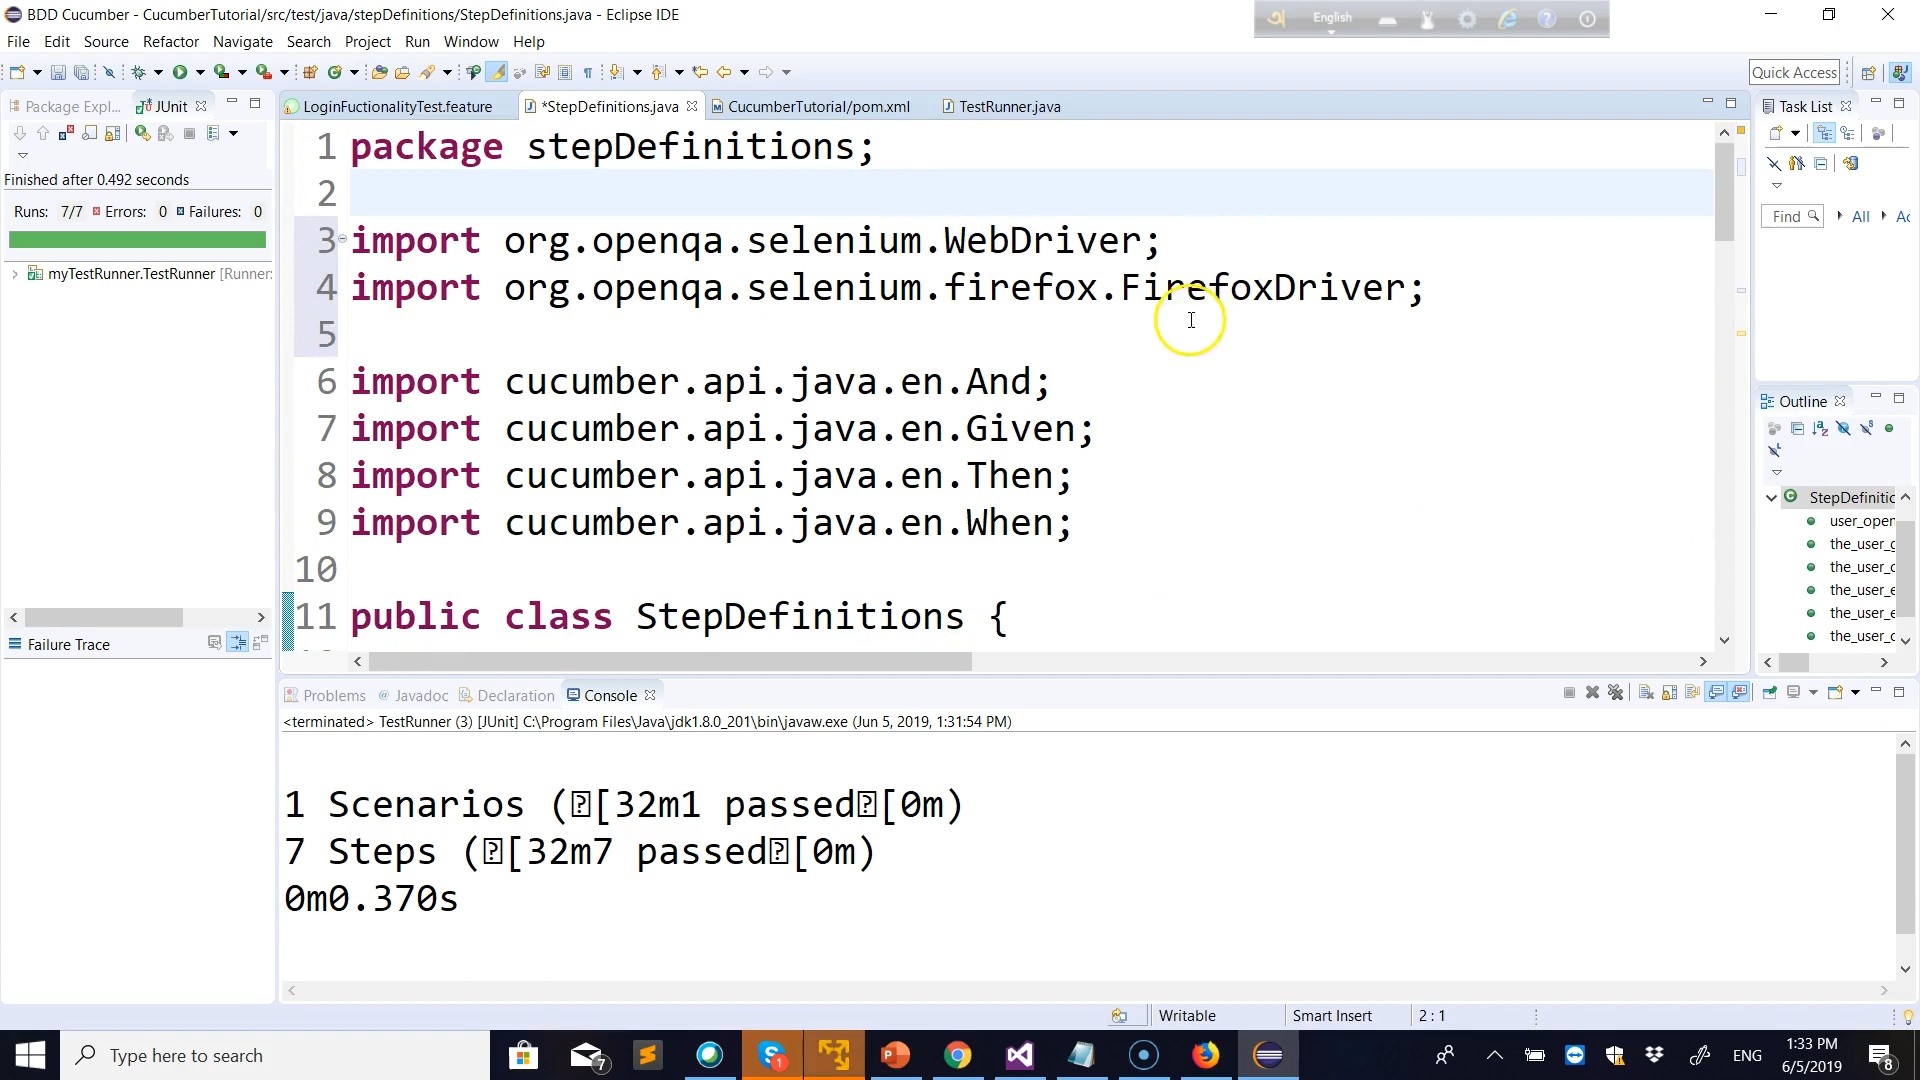 BDD Cucumber - CucumberTutorial/src/test/java/stepDefinitions/StepDefinitions.java - Eclipse IDE
English
File Edit Source Refactor Navigate Search Project Run Window Help
Quick Access
Package Expl... JUnit
LoginFuctionalityTest.feature *StepDefinitions.java CucumberTutorial/pom.xml TestRunner.java
Task List
Finished after 0.492 seconds
Runs: 7/7 Errors: 0 Failures: 0
myTestRunner.TestRunner [Runner:
Failure Trace
1 package stepDefinitions;
2
3 import org.openqa.selenium.WebDriver;
4 import org.openqa.selenium.firefox.FirefoxDriver;
5
6 import cucumber.api.java.en.And;
7 import cucumber.api.java.en.Given;
8 import cucumber.api.java.en.Then;
9 import cucumber.api.java.en.When;
10
11 public class StepDefinitions {
Find All Ac
Outline
StepDefinitic
user_open
the_user_g
the_user_c
the_user_e
the_user_e
the_user_c
Problems Javadoc Declaration Console
<terminated> TestRunner (3) [JUnit] C:\Program Files\Java\jdk1.8.0_201\bin\javaw.exe (Jun 5, 2019, 1:31:54 PM)
1 Scenarios (�[32m1 passed�[0m)
7 Steps (�[32m7 passed�[0m)
0m0.370s
Writable Smart Insert 2 : 1
Type here to search
7
1
ENG
1:33 PM
6/5/2019
8